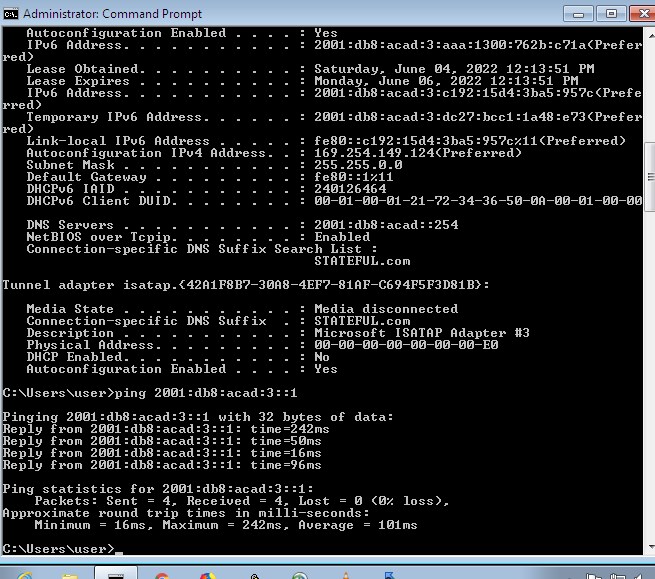 Administrator: Command Prompt
Autoconfiguration Enabled . . . . : Yes
IPv6 Address. . . . . . . . . . . : 2001:db8:acad:3:aaa:1300:762b:c71a(Prefer
red)
Lease Obtained. . . . . . . . . . : Saturday, June 04, 2022 12:13:51 PM
Lease Expires . . . . . . . . . . : Monday, June 06, 2022 12:13:51 PM
IPv6 Address. . . . . . . . . . . : 2001:db8:acad:3:c192:15d4:3ba5:957c(Prefe
rred)
Temporary IPv6 Address. . . . . . : 2001:db8:acad:3:dc27:bcc1:1a48:e73(Prefer
red)
Link-local IPv6 Address . . . . . : fe80::c192:15d4:3ba5:957c%11(Preferred)
Autoconfiguration IPv4 Address. . : 169.254.149.124(Preferred)
Subnet Mask . . . . . . . . . . . : 255.255.0.0
Default Gateway . . . . . . . . . : fe80::1%11
DHCPv6 IAID . . . . . . . . . . . : 240126464
DHCPv6 Client DUID. . . . . . . . : 00-01-00-01-21-72-34-36-50-0A-00-01-00-00
DNS Servers . . . . . . . . . . . : 2001:db8:acad::254
NetBIOS over Tcpip. . . . . . . . : Enabled
Connection-specific DNS Suffix Search List :
STATEFUL.com
Tunnel adapter isatap.{42A1F8B7-30A8-4EF7-81AF-C694F5F3D81B}:
Media State . . . . . . . . . . . : Media disconnected
Connection-specific DNS Suffix  . : STATEFUL.com
Description . . . . . . . . . . . : Microsoft ISATAP Adapter #3
Physical Address. . . . . . . . . : 00-00-00-00-00-00-00-E0
DHCP Enabled. . . . . . . . . . . : No
Autoconfiguration Enabled . . . . : Yes
C:\Users\user>ping 2001:db8:acad:3::1
Pinging 2001:db8:acad:3::1 with 32 bytes of data:
Reply from 2001:db8:acad:3::1: time=242ms
Reply from 2001:db8:acad:3::1: time=50ms
Reply from 2001:db8:acad:3::1: time=16ms
Reply from 2001:db8:acad:3::1: time=96ms
Ping statistics for 2001:db8:acad:3::1:
Packets: Sent = 4, Received = 4, Lost = 0 (0% loss),
Approximate round trip times in milli-seconds:
Minimum = 16ms, Maximum = 242ms, Average = 101ms
C:\Users\user>_